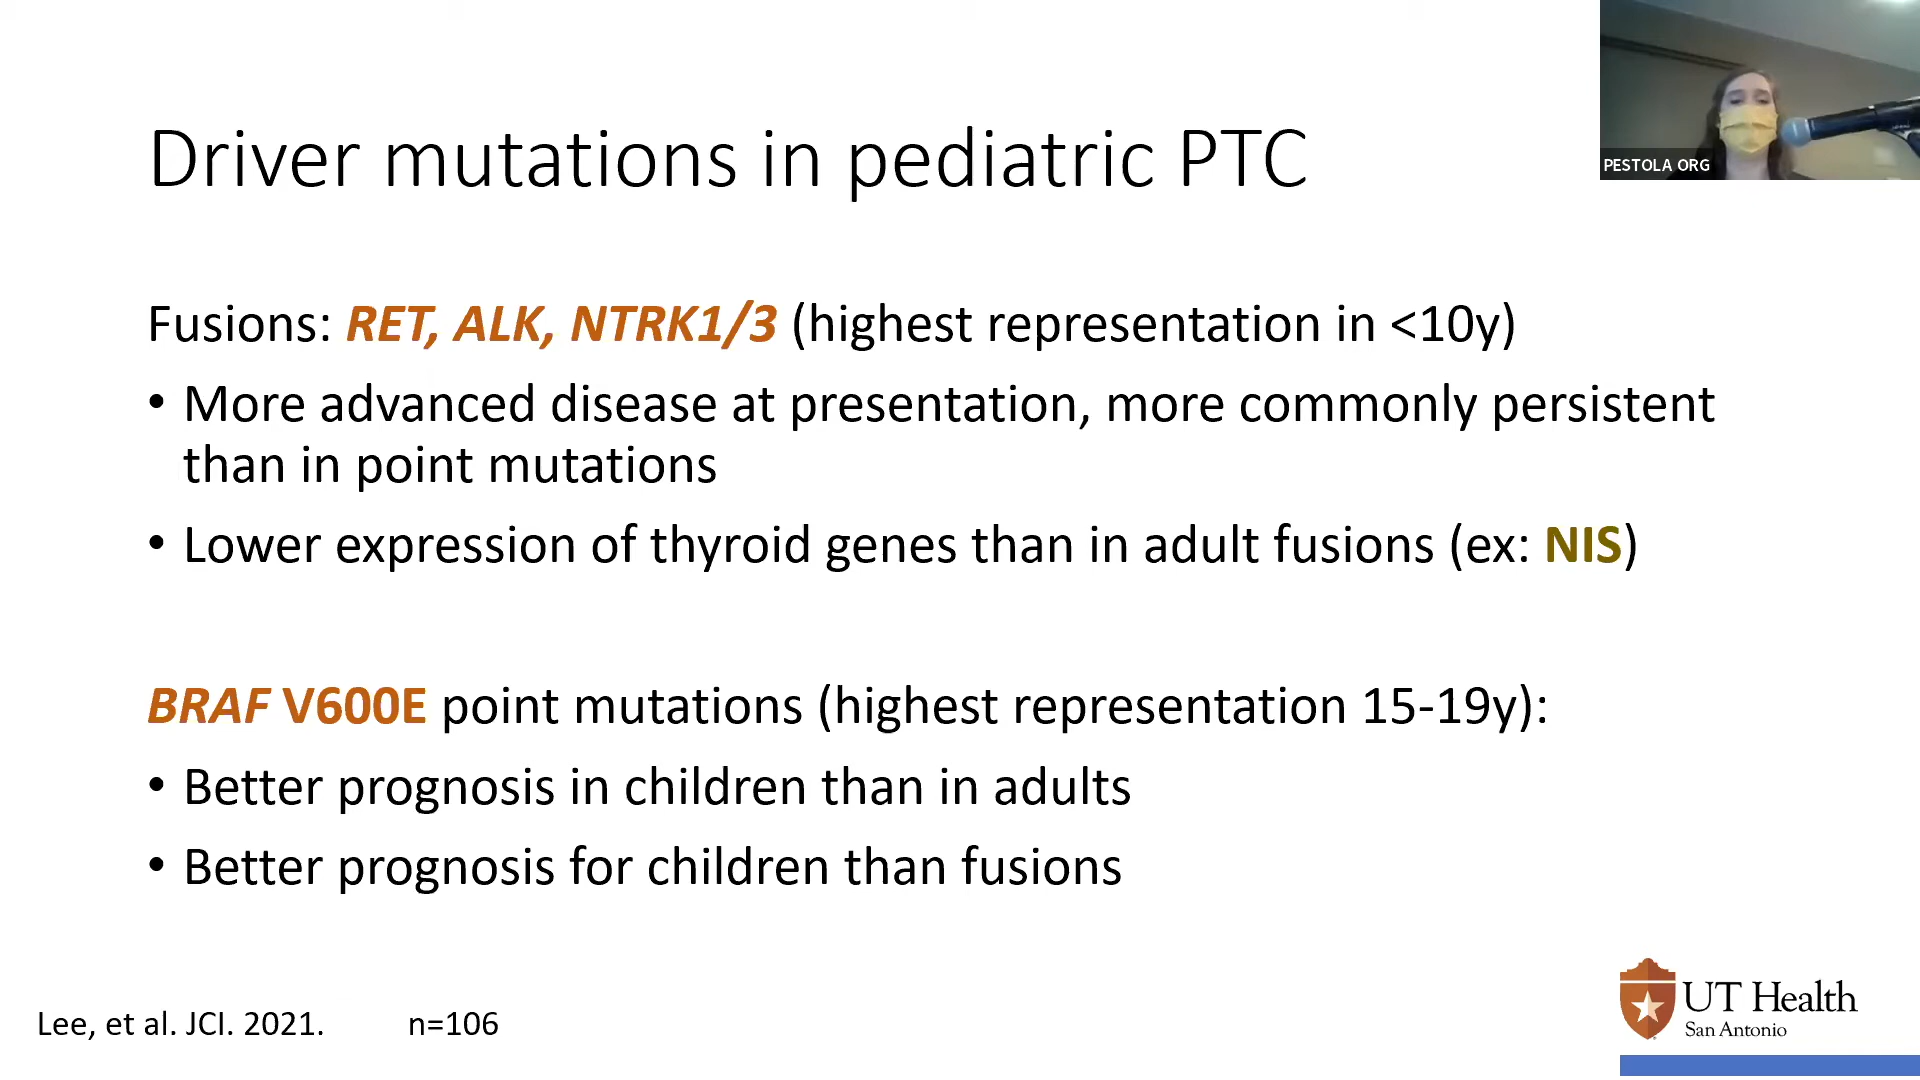 Driver mutations in pediatric PTC
PESTOLA ORG
Fusions: RET, ALK, NTRK1/3 (highest representation in <10y)
• More advanced disease at presentation, more commonly persistent
than in point mutations
• Lower expression of thyroid genes than in adult fusions (ex: NIS)
BRAF V600E point mutations (highest representation 15-19y):
• Better prognosis in children than in adults
• Better prognosis for children than fusions
Lee, et al. JCI. 2021. n=106
UT Health
San Antonio